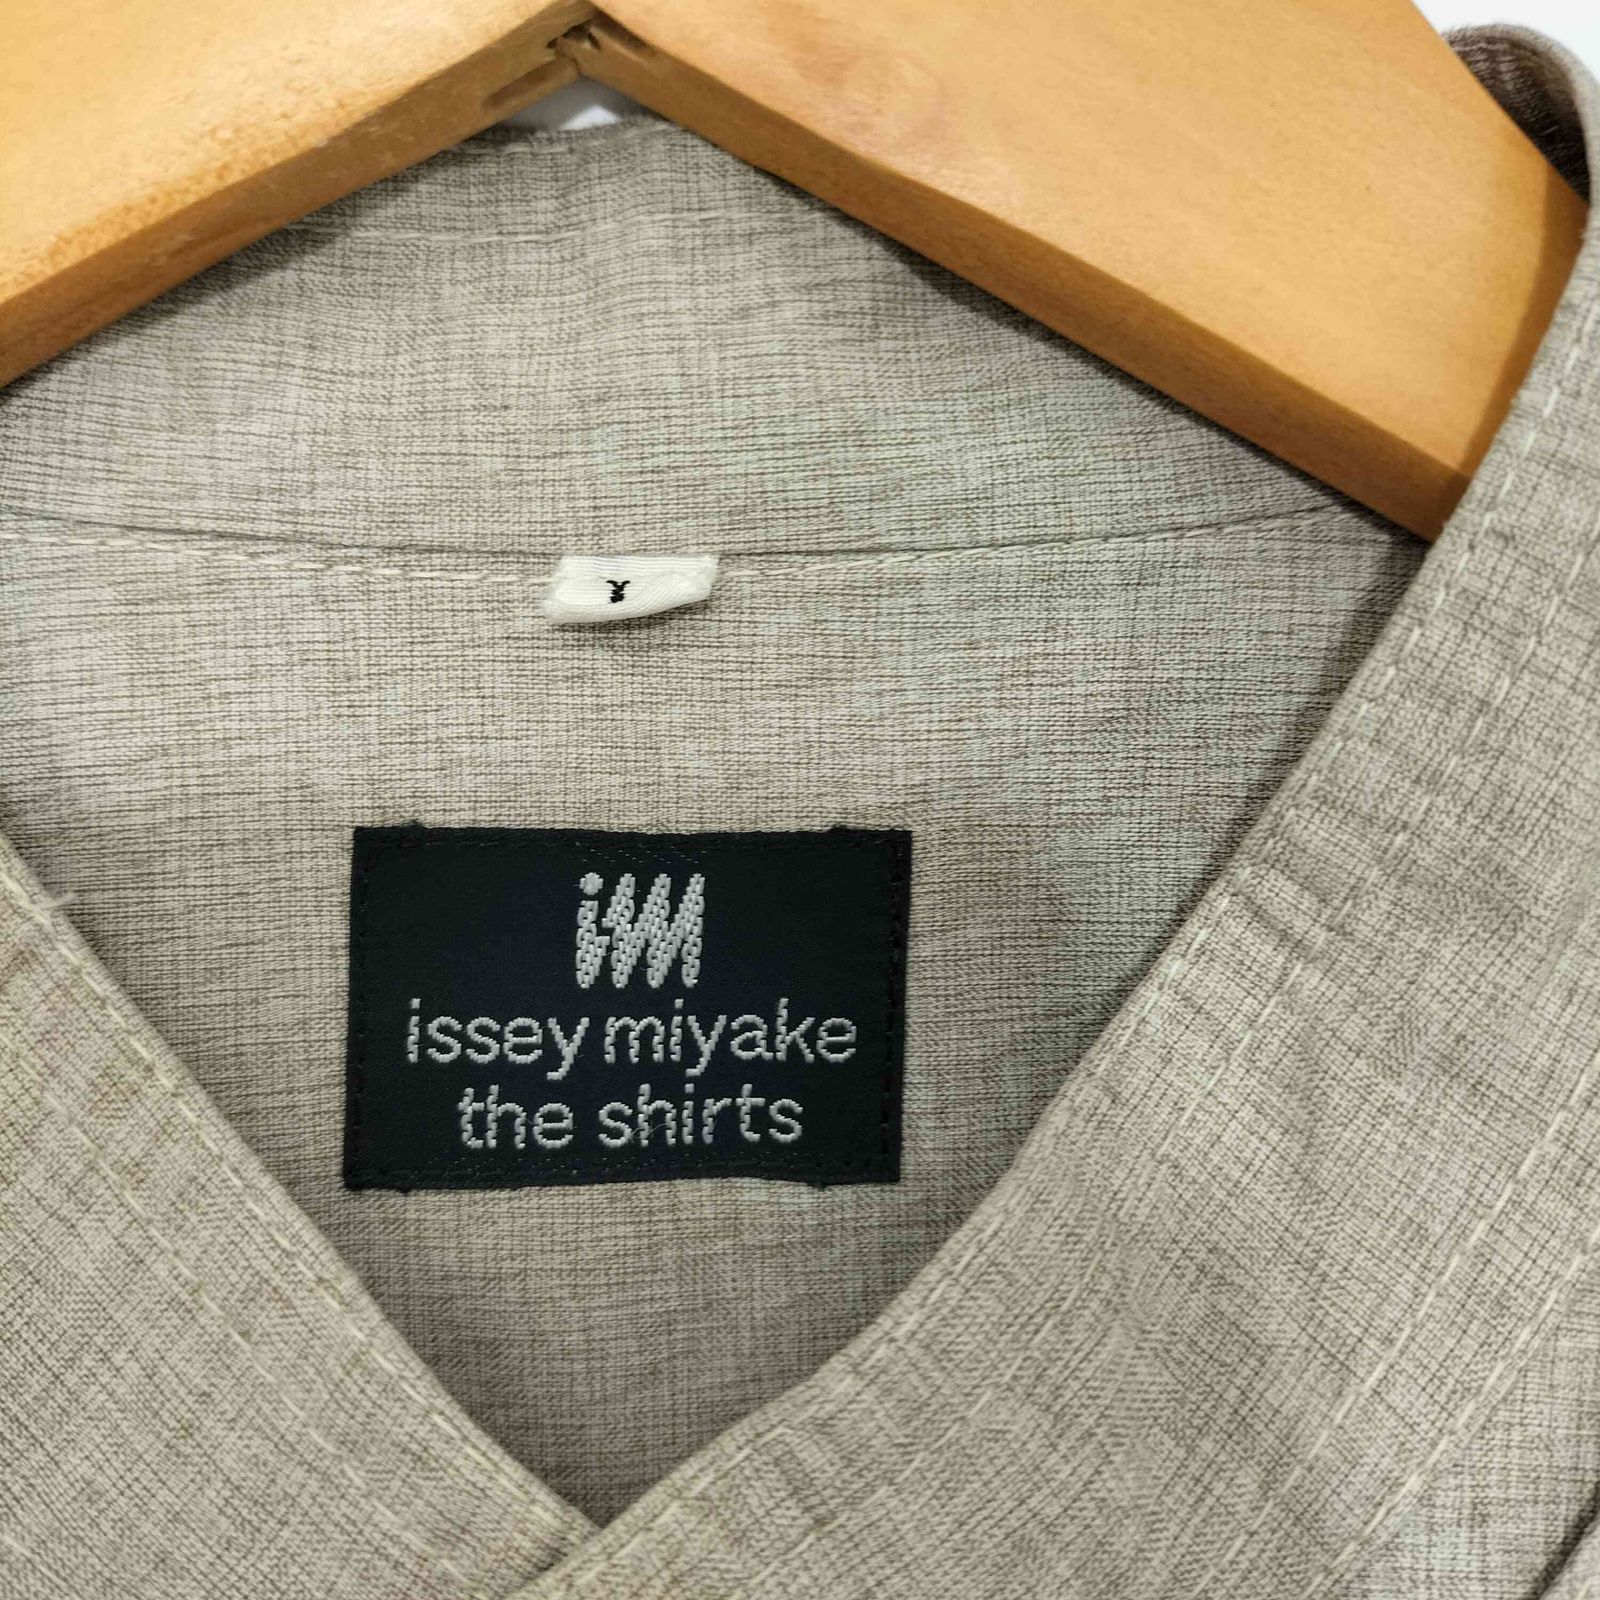 im
issey miyake
the shirts